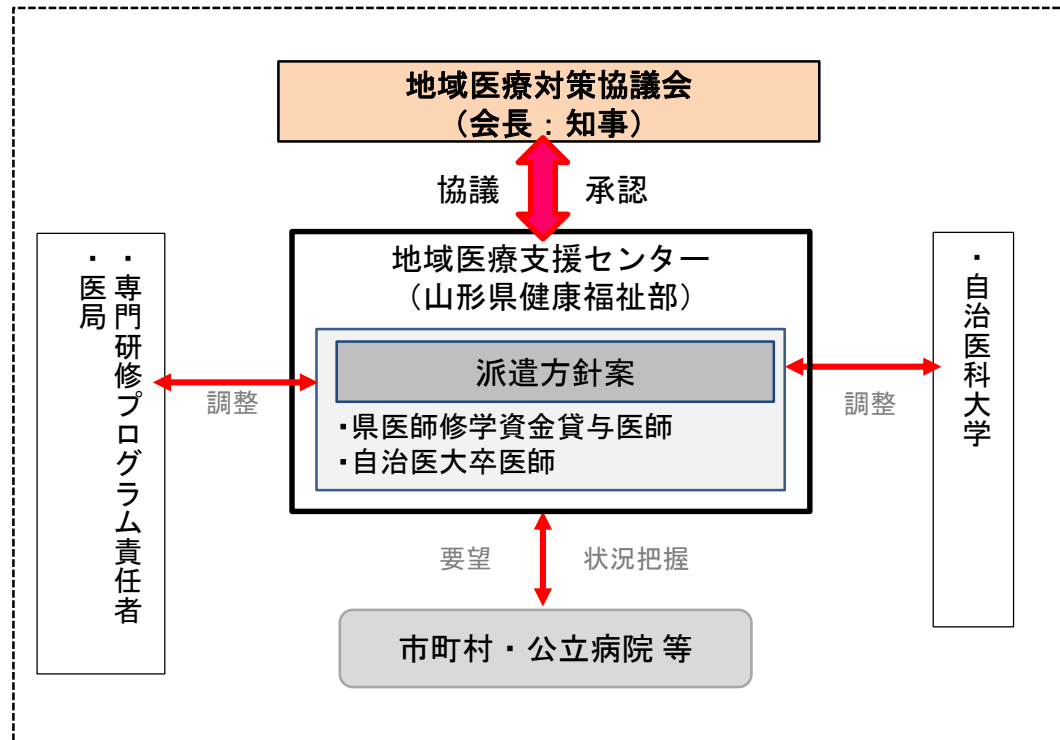 地域医療対策協議会
（会長：知事）
協議
承認
地域医療支援センター
（山形県健康福祉部）
派遣方針案
・県医師修学資金貸与医師
・自治医大卒医師
・専門研修プログラム責任者
・医局
調整
調整
・自治医科大学
要望
状況把握
市町村・公立病院 等